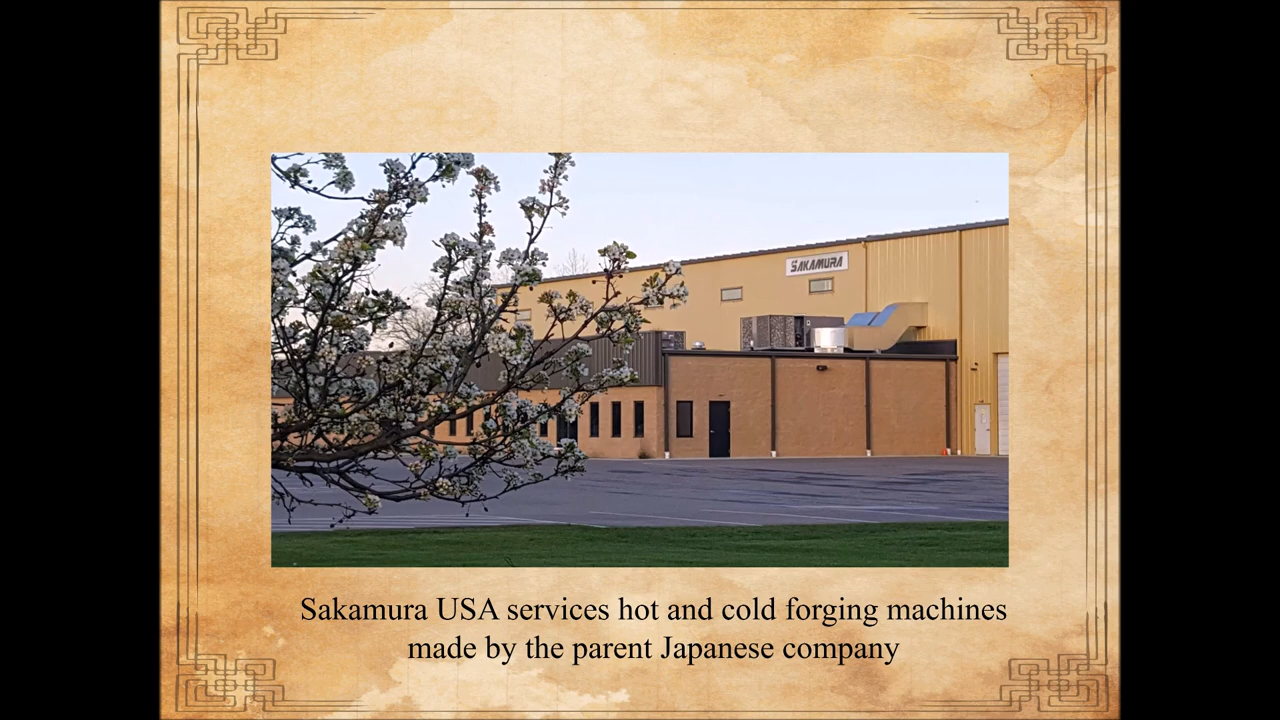 SAKAMURA
Sakamura USA services hot and cold forging machines
made by the parent Japanese company